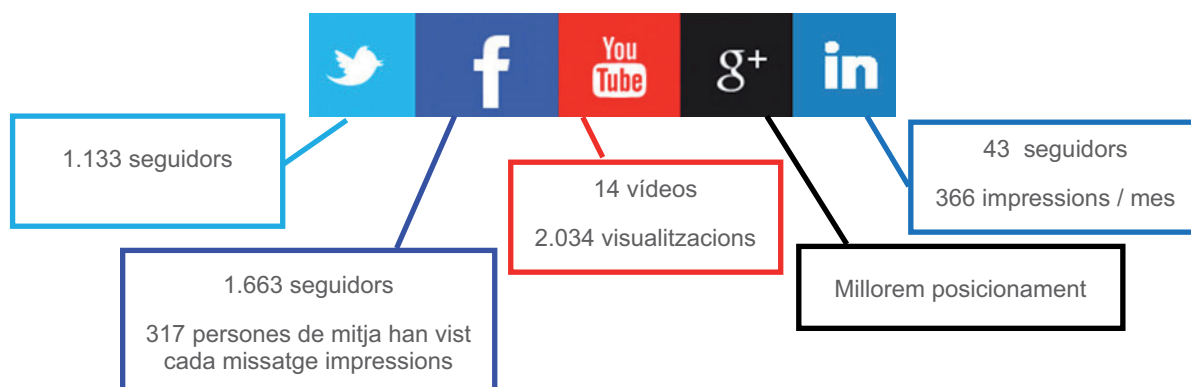 You
Tube
g+
in
1.133 seguidors
1.663 seguidors
317 persones de mitja han vist
cada missatge impressions
14 vídeos
2.034 visualitzacions
Millorem posicionament
43 seguidors
366 impressions / mes